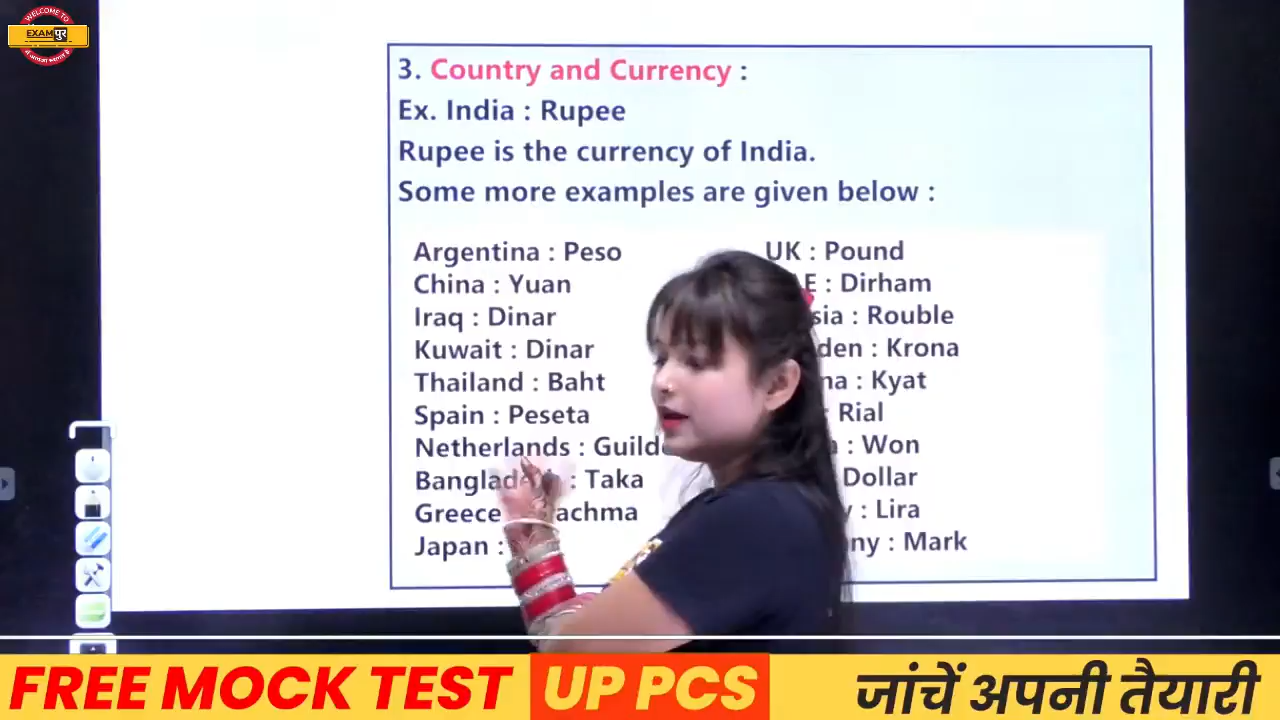 WELCOME TO
EXAMपुर
3. Country and Currency :
Ex. India : Rupee
Rupee is the currency of India.
Some more examples are given below :
Argentina : Peso
China : Yuan
Iraq : Dinar
Kuwait : Dinar
Thailand : Baht
Spain : Peseta
Netherlands :
: Taka
Greece
Japan :
UK : Pound
: Dirham
: Rouble
: Krona
: Kyat
: Rial
: Won
Dollar
: Lira
: Mark
FREE MOCK TEST UP PCS जांचें अपनी तैयारी